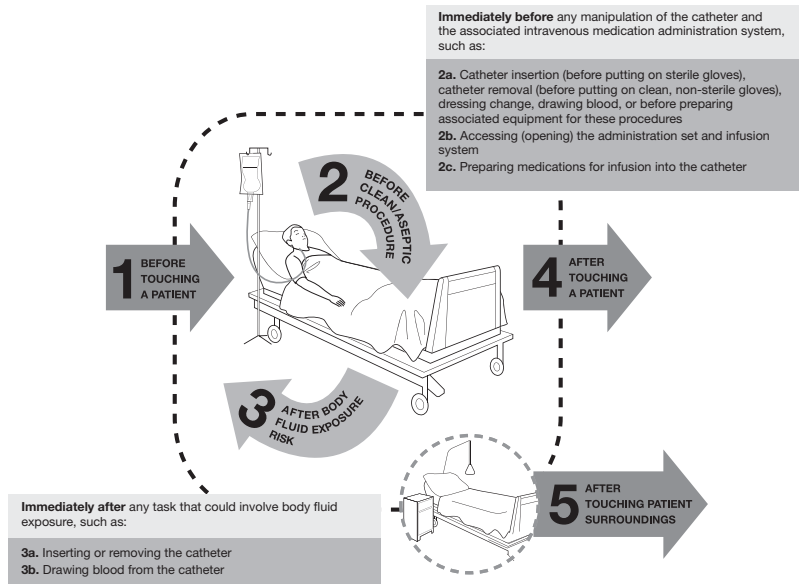 Immediately before any manipulation of the catheter and
the associated intravenous medication administration system,
such as:
2a. Catheter insertion (before putting on sterile gloves),
catheter removal (before putting on clean, non-sterile gloves),
dressing change, drawing blood, or before preparing
associated equipment for these procedures
2b. Accessing (opening) the administration set and infusion
system
2c. Preparing medications for infusion into the catheter
1 BEFORE
TOUCHING
A PATIENT
2 BEFORE
CLEAN/ASEPTIC
PROCEDURE
4 AFTER
TOUCHING
A PATIENT
3 AFTER BODY
FLUID EXPOSURE
RISK
5 AFTER
TOUCHING PATIENT
SURROUNDINGS
Immediately after any task that could involve body fluid
exposure, such as:
3a. Inserting or removing the catheter
3b. Drawing blood from the catheter